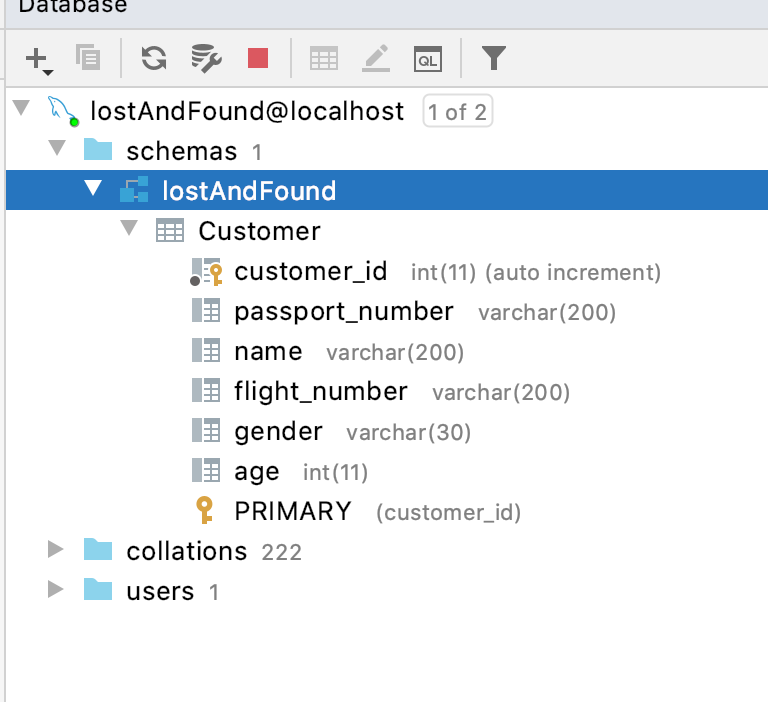 Database
QL
lostAndFound@localhost 1 of 2
schemas 1
lostAndFound
Customer
customer_id int(11) (auto increment)
passport_number varchar(200)
name varchar(200)
flight_number varchar(200)
gender varchar(30)
age int(11)
PRIMARY (customer_id)
collations 222
users 1